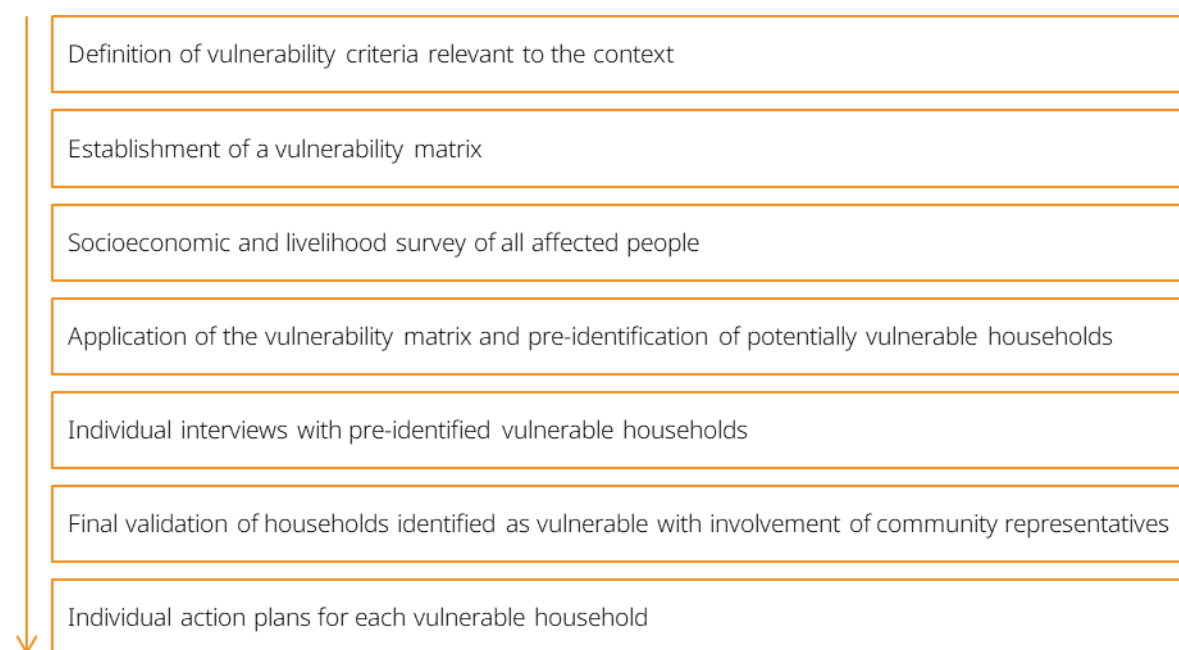 Definition of vulnerability criteria relevant to the context
Establishment of a vulnerability matrix
Socioeconomic and livelihood survey of all affected people
Application of the vulnerability matrix and pre-identification of potentially vulnerable households
Individual interviews with pre-identified vulnerable households
Final validation of households identified as vulnerable with involvement of community representatives
Individual action plans for each vulnerable household